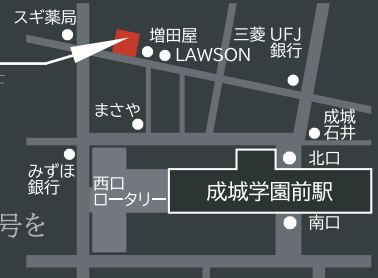 スギ薬局
増田屋
LAWSON
三菱 UFJ
銀行
まさや
成城
石井
みずほ
銀行
西口
ロータリー
北口
成城学園前駅
南口
号を